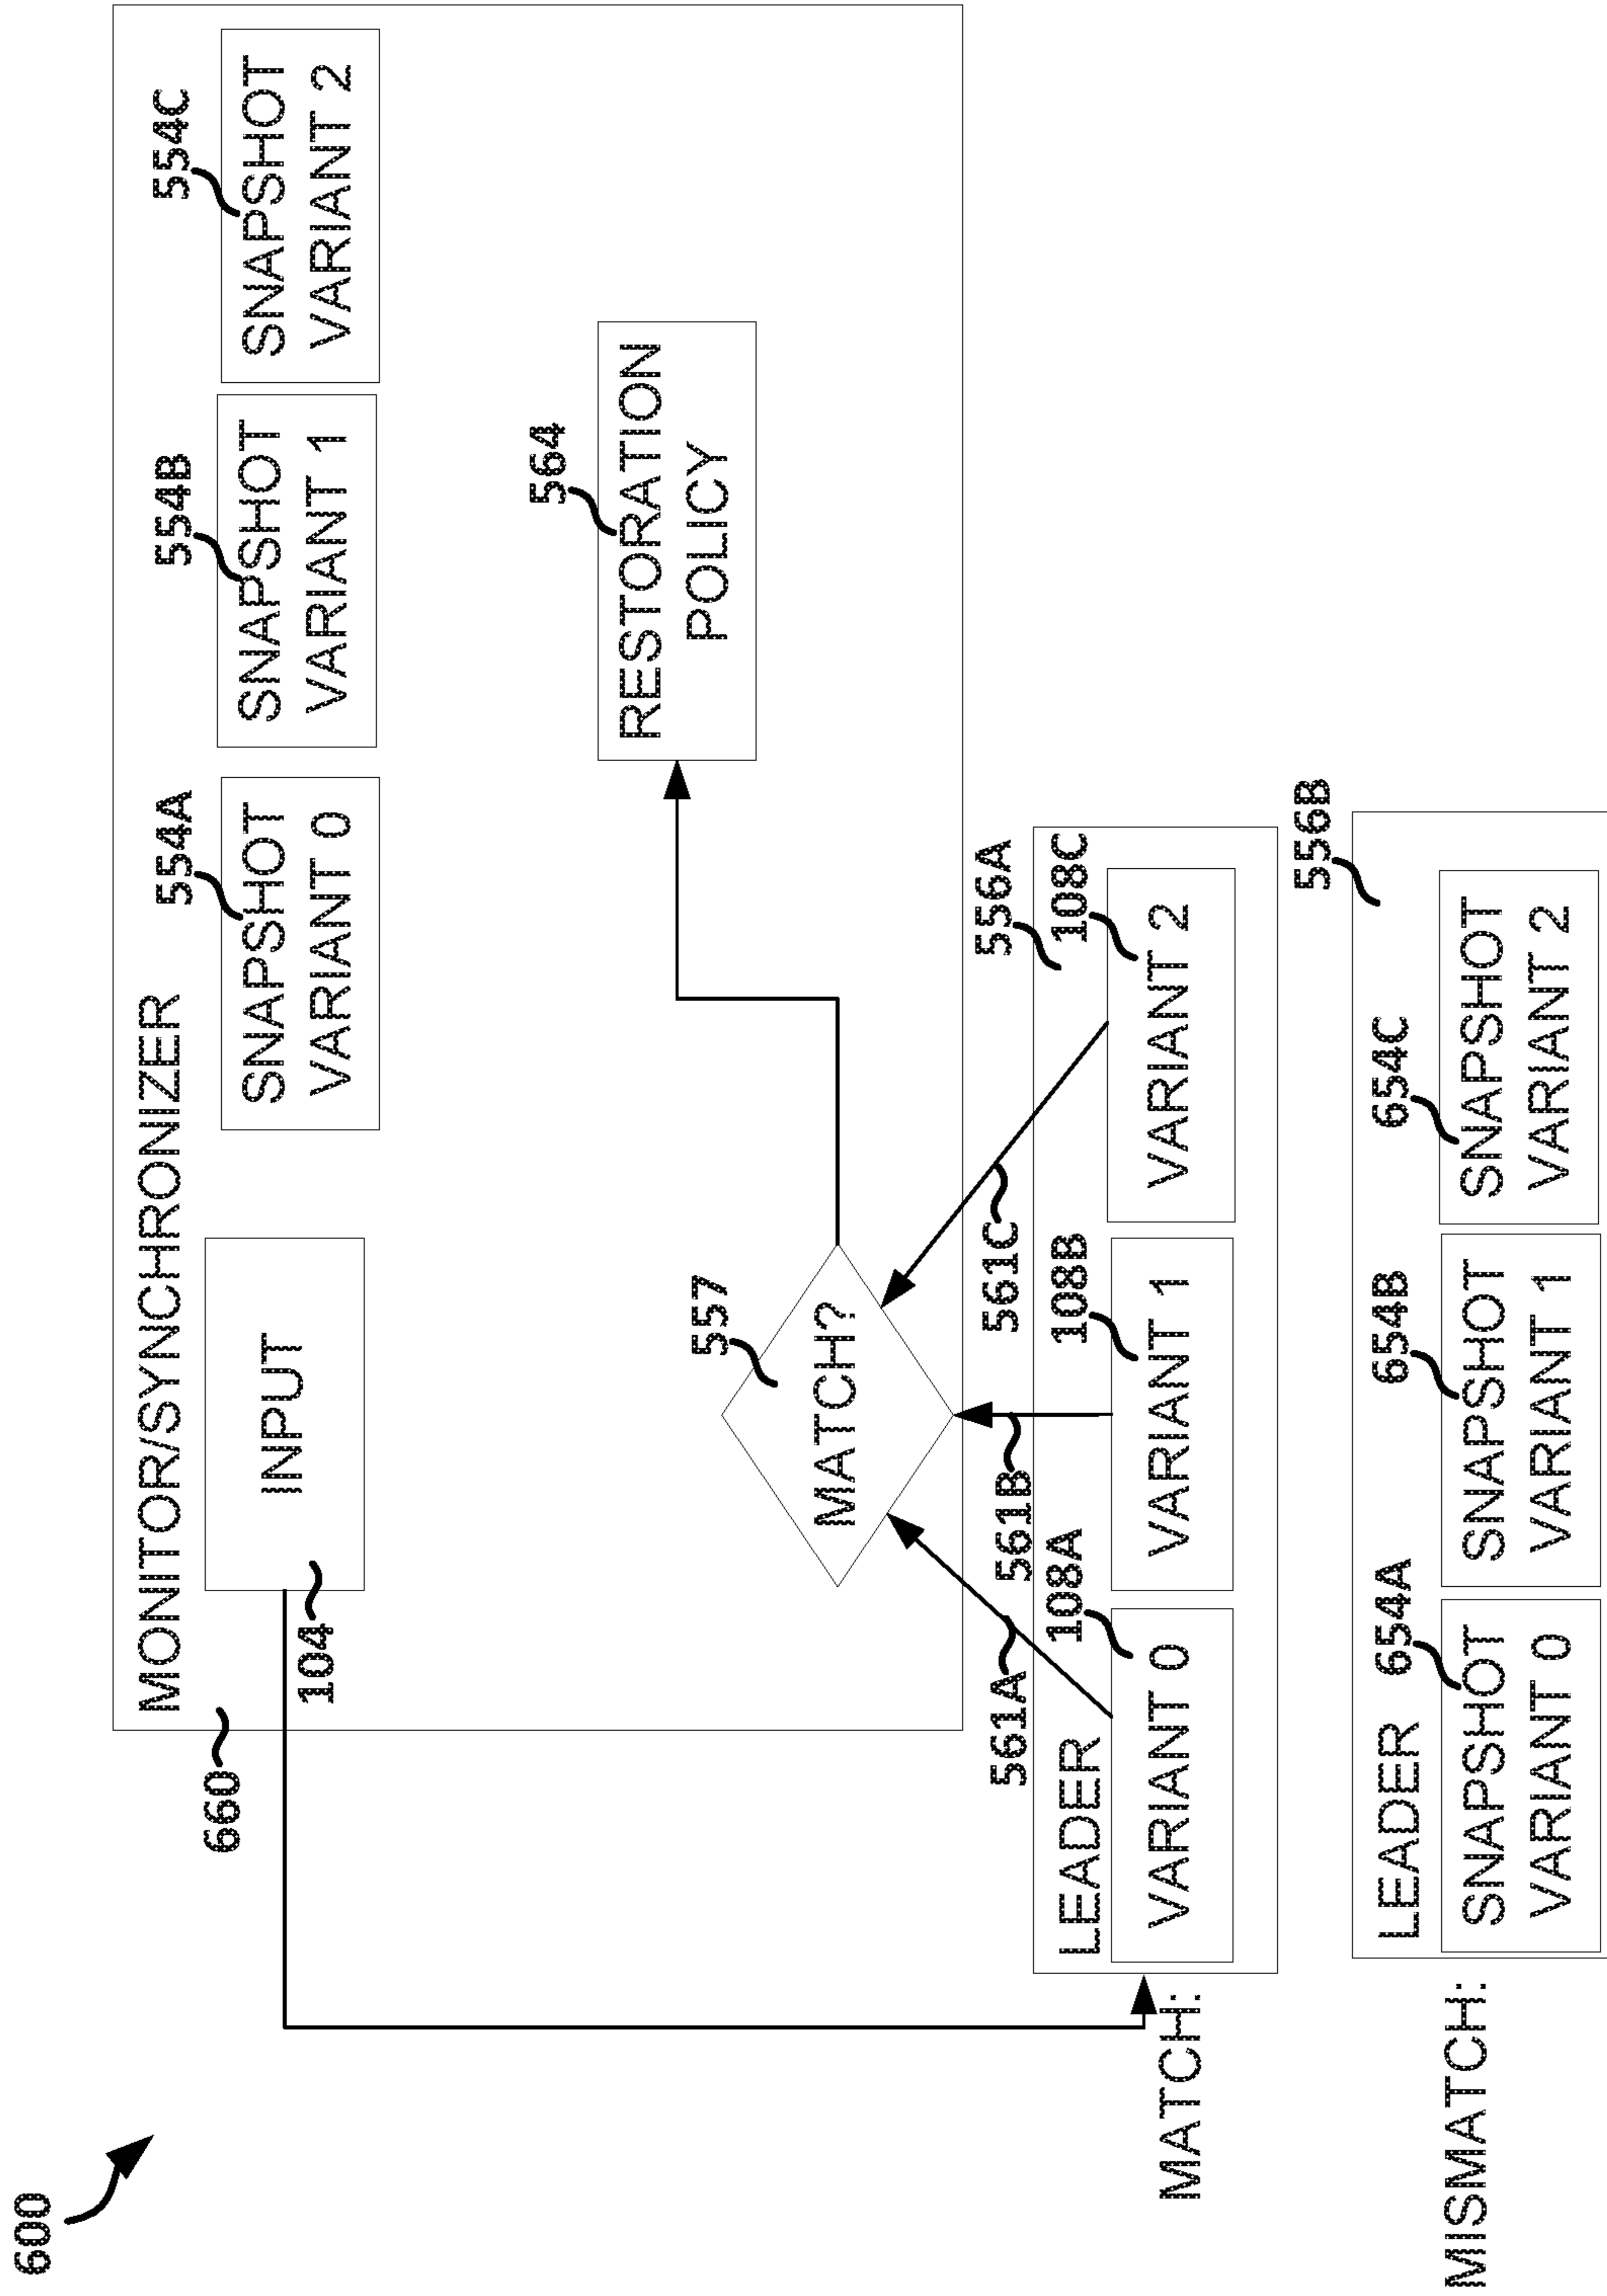 600
660
MONITOR/SYNCHRONIZER
104
INPUT
554A
SNAPSHOT
VARIANT 0
554B
SNAPSHOT
VARIANT 1
554C
SNAPSHOT
VARIANT 2
564
RESTORATION
POLICY
557
MATCH?
561A
561B
561C
556A
MATCH:
LEADER
108A
VARIANT 0
108B
VARIANT 1
108C
VARIANT 2
556B
MISMATCH:
LEADER
654A
SNAPSHOT
VARIANT 0
654B
SNAPSHOT
VARIANT 1
654C
SNAPSHOT
VARIANT 2